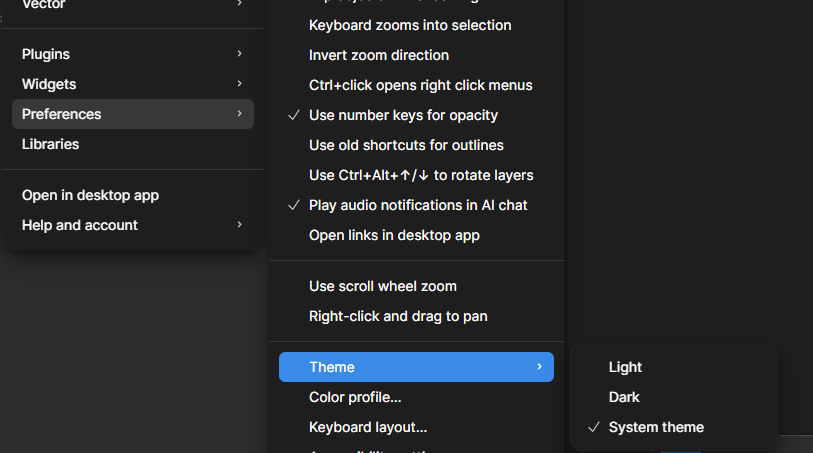 Vector
Plugins
Widgets
Preferences
Libraries
Open in desktop app
Help and account
Keyboard zooms into selection
Invert zoom direction
Ctrl+click opens right click menus
Use number keys for opacity
Use old shortcuts for outlines
Use Ctrl+Alt+↑/↓ to rotate layers
Play audio notifications in AI chat
Open links in desktop app
Use scroll wheel zoom
Right-click and drag to pan
Theme
Color profile...
Keyboard layout...
Light
Dark
System theme